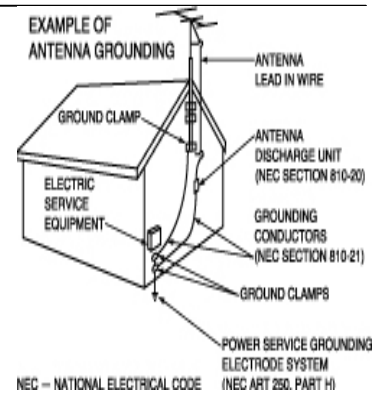 EXAMPLE OF
ANTENNA GROUNDING
ANTENNA
LEAD IN WIRE
GROUND CLAMP
ANTENNA
DISCHARGE UNIT
(NEC SECTION 810-20)
ELECTRIC
SERVICE
EQUIPMENT
GROUNDING
CONDUCTORS
(NEC SECTION 810-21)
GROUND CLAMPS
POWER SERVICE GROUNDING
ELECTRODE SYSTEM
(NEC ART 250, PART H)
NEC — NATIONAL ELECTRICAL CODE